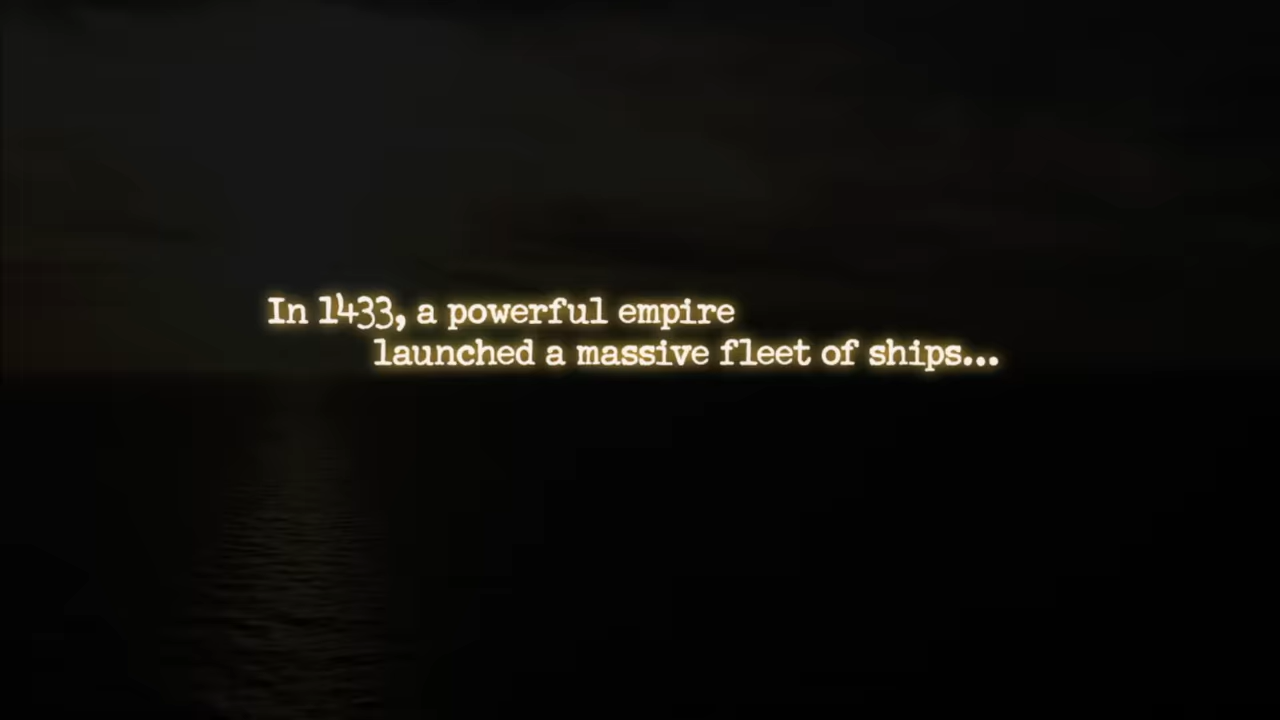 In 1433, a powerful empire
launched a massive fleet of ships...